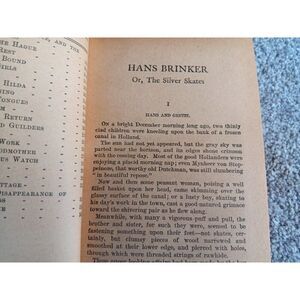 THE HAGUE
REST
BOUND
GIRLS
HILDA
TONGUES
RETURN
AND GUILDERS
WORK
GODMOTHER
IOUS WATCH
COTTAGE
DISAPPEARANCE OF
HANS BRINKER
Or, The Silver Skates
I
HANS AND GRETEL
On a bright December morning long ago, two thinly
clad children were kneeling upon the bank of a frozen
canal in Holland.
The sun had not yet appeared, but the gray sky was
parted near the horizon, and its edges shone crimson
with the coming day. Most of the good Hollanders were
enjoying a placid morning nap; even Mynheer von Stop-
pelnoze, that worthy old Dutchman, was still slumbering
"in beautiful repose."
Now and then some peasant woman, poising a well
filled basket upon her head, came skimming over the
glassy surface of the canal; or a lusty boy, skating to
his day's work in the town, cast a good-natured grimace
toward the shivering pair as he flew along.
Meanwhile, with many a vigorous puff and pull, the
brother and sister, for such they were, seemed to be
fastening something upon their feet—not skates, cer-
tainly, but clumsy pieces of wood narrowed and
smoothed at their lower edge, and pierced with holes,
through which were threaded strings of rawhide.